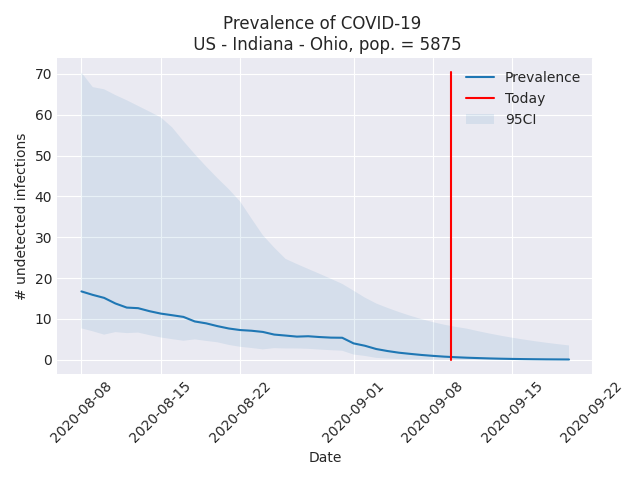 Prevalence of COVID-19
US - Indiana - Ohio, pop. = 5875
Prevalence
Today
95CI
# undetected infections
70
60
50
40
30
20
10
0
2020-08-08
2020-08-15
2020-08-22
2020-09-01
2020-09-08
2020-09-15
2020-09-22
Date